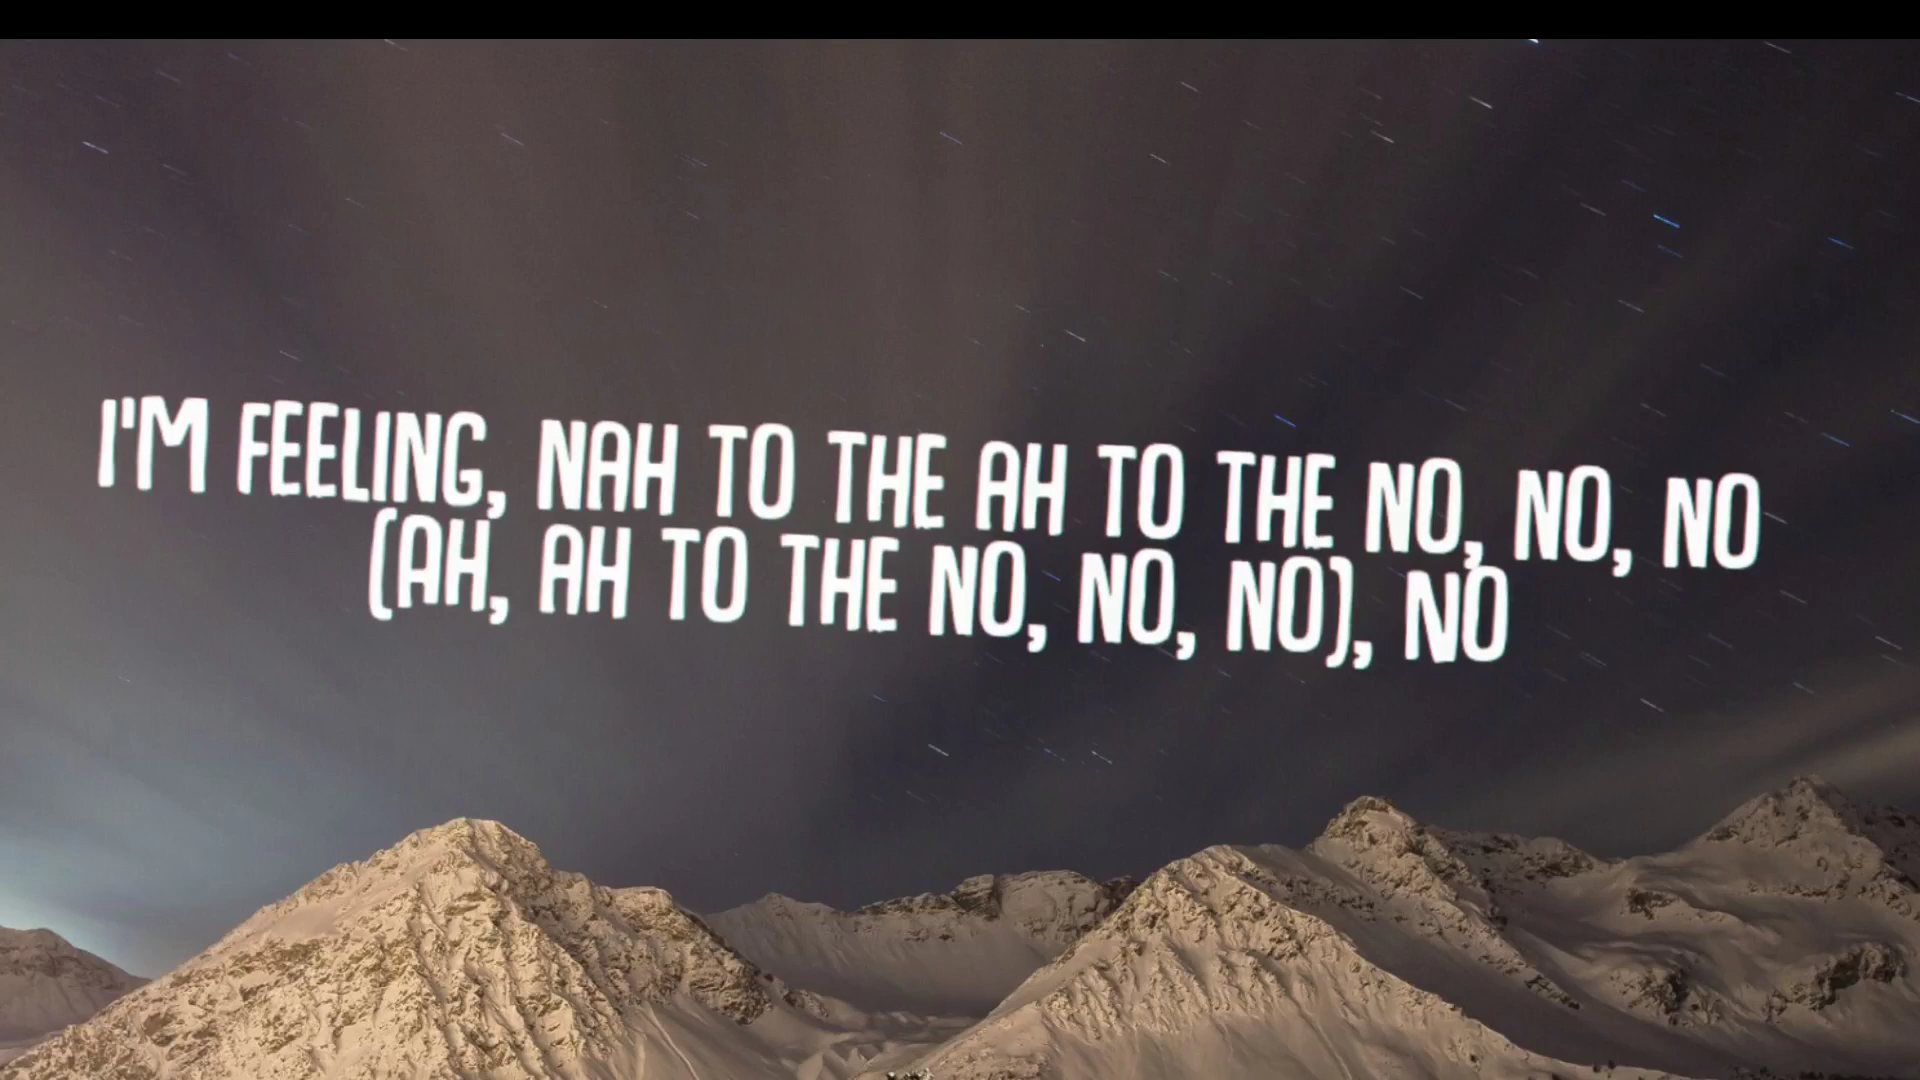 I'M FEELING, NAH TO THE AH TO THE NO, NO, NO
(AH, AH TO THE NO, NO, NO), NO